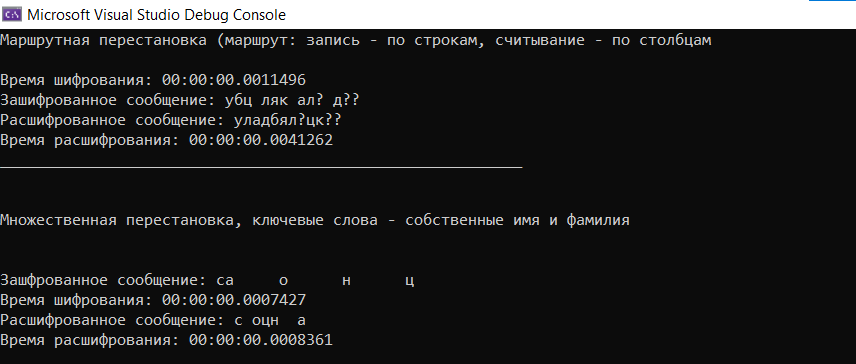 Microsoft Visual Studio Debug Console
Маршрутная перестановка (маршрут: запись - по строкам, считывание - по столбцам
Время шифрования: 00:00:00.0011496
Зашифрованное сообщение: убц ляк ал? д??
Расшифрованное сообщение: уладбял?цк??
Время расшифрования: 00:00:00.0041262
__________________________________________________________
Множественная перестановка, ключевые слова - собственные имя и фамилия
Зашфрованное сообщение: са     о      н      ц
Время шифрования: 00:00:00.0007427
Расшифрованное сообщение: с оцн  а
Время расшифрования: 00:00:00.0008361